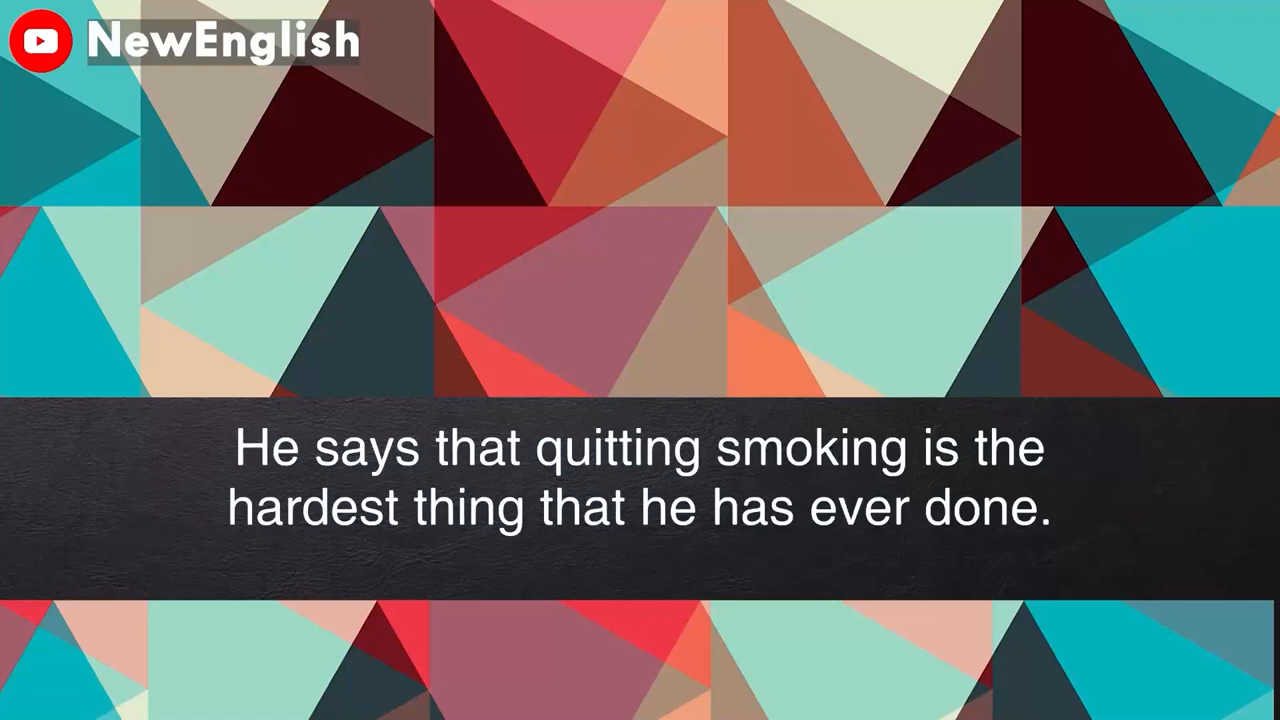 NewEnglish
He says that quitting smoking is the
hardest thing that he has ever done.